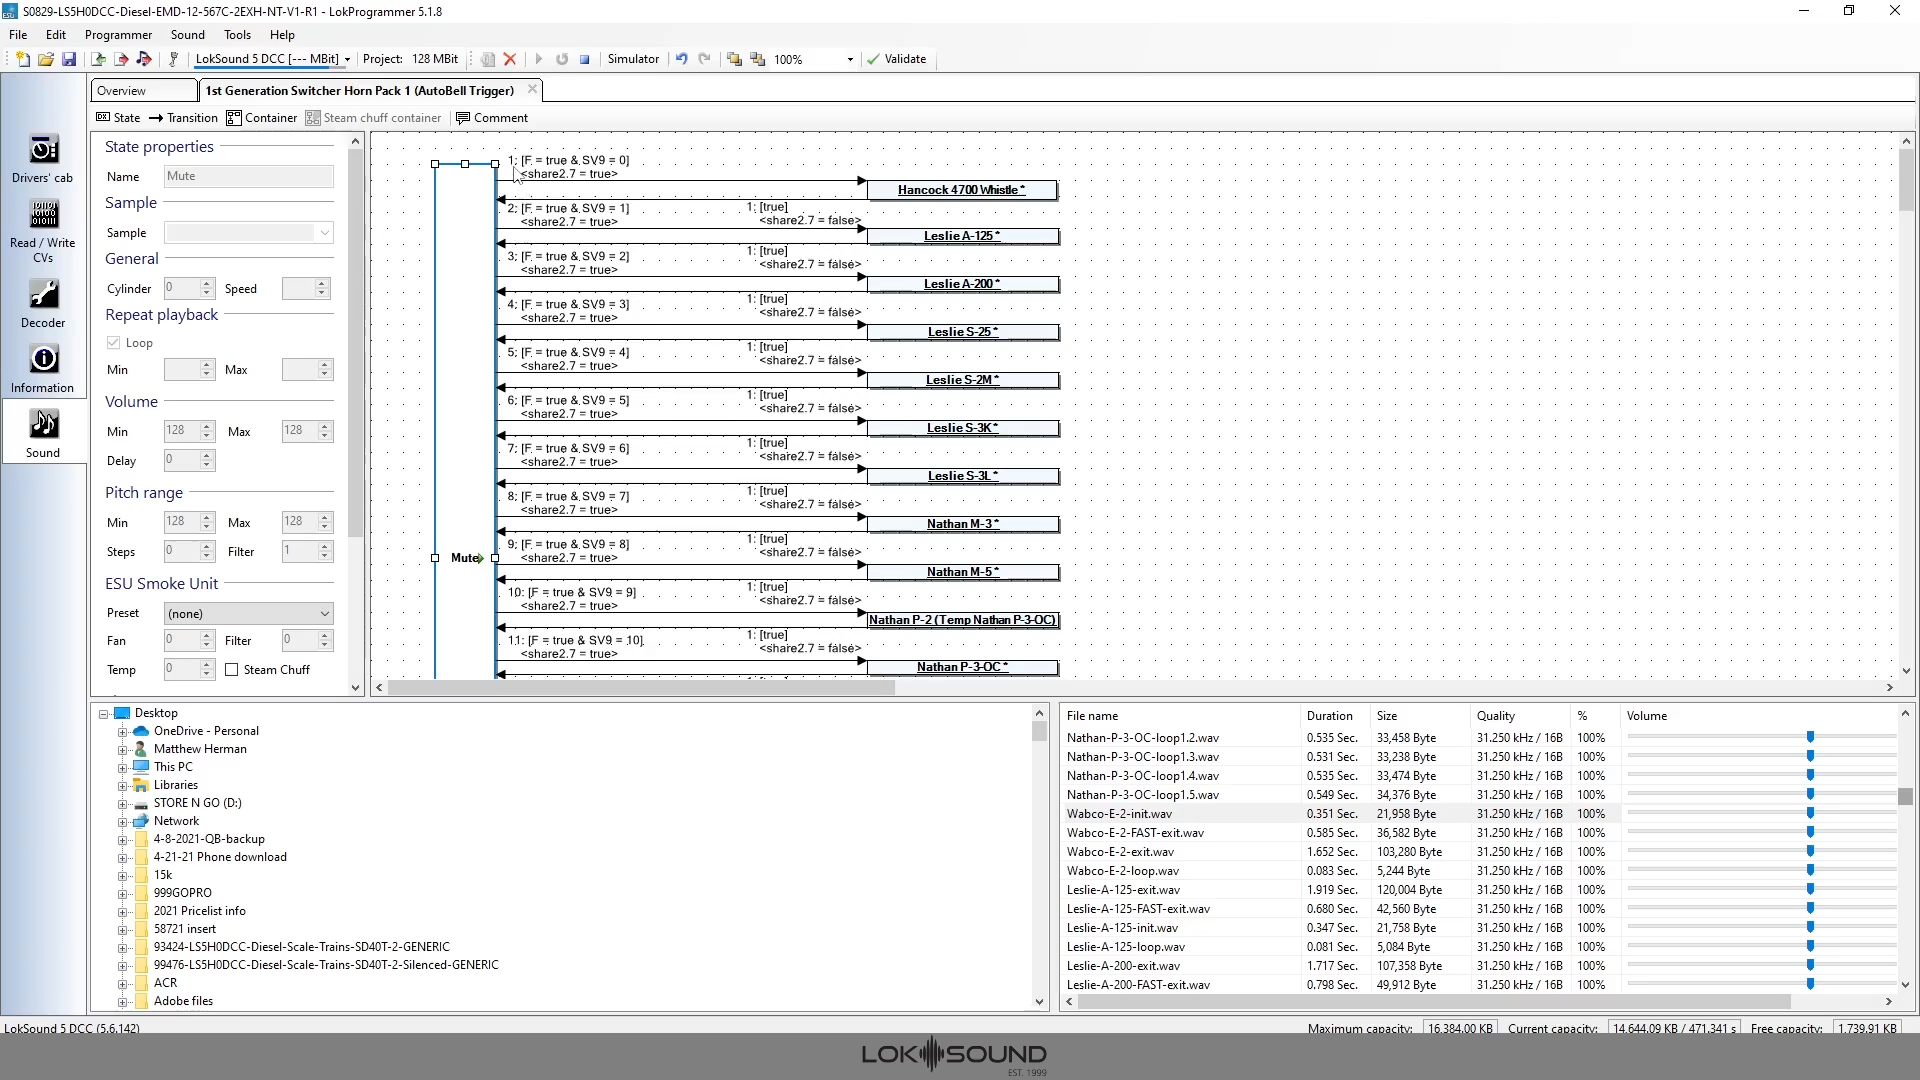 S0829-LS5H0DCC-Diesel-EMD-12-567C-2EXH-NT-V1-R1 - LokProgrammer 5.1.8
File Edit Programmer Sound Tools Help
LokSound 5 DCC [--- MBit] Project: 128 MBit Simulator 100% Validate
Overview 1st Generation Switcher Horn Pack 1 (AutoBell Trigger)
State Transition Container Steam chuff container Comment
Drivers' cab
Read / Write
CVs
Decoder
Information
Sound
State properties
Name Mute
Sample
Sample
General
Cylinder 0 Speed
Repeat playback
Loop
Min Max
Volume
Min 128 Max 128
Delay 0
Pitch range
Min 128 Max 128
Steps 0 Filter 1
ESU Smoke Unit
Preset (none)
Fan 0 Filter 0
Temp 0 Steam Chuff
Mute
1: [F = true & SV9 = 0]
<share2.7 = true>
Hancock 4700 Whistle *
2: [F = true & SV9 = 1] 1: [true]
<share2.7 = true> <share2.7 = false>
Leslie A-125 *
3: [F = true & SV9 = 2] 1: [true]
<share2.7 = true> <share2.7 = false>
Leslie A-200 *
4: [F = true & SV9 = 3] 1: [true]
<share2.7 = true> <share2.7 = false>
Leslie S-25 *
5: [F = true & SV9 = 4] 1: [true]
<share2.7 = true> <share2.7 = false>
Leslie S-2M *
6: [F = true & SV9 = 5] 1: [true]
<share2.7 = true> <share2.7 = false>
Leslie S-3K *
7: [F = true & SV9 = 6] 1: [true]
<share2.7 = true> <share2.7 = false>
Leslie S-3L *
8: [F = true & SV9 = 7] 1: [true]
<share2.7 = true> <share2.7 = false>
Nathan M-3 *
9: [F = true & SV9 = 8] 1: [true]
<share2.7 = true> <share2.7 = false>
Nathan M-5 *
10: [F = true & SV9 = 9] 1: [true]
<share2.7 = true> <share2.7 = false>
Nathan P-2 (Temp Nathan P-3-OC)
11: [F = true & SV9 = 10] 1: [true]
<share2.7 = true> <share2.7 = false>
Nathan P-3-OC *
Desktop
OneDrive - Personal
Matthew Herman
This PC
Libraries
STORE N GO (D:)
Network
4-8-2021-QB-backup
4-21-21 Phone download
15k
999GOPRO
2021 Pricelist info
58721 insert
93424-LS5H0DCC-Diesel-Scale-Trains-SD40T-2-GENERIC
99476-LS5H0DCC-Diesel-Scale-Trains-SD40T-2-Silenced-GENERIC
ACR
Adobe files
File name Duration Size Quality % Volume
Nathan-P-3-OC-loop1.2.wav 0.535 Sec. 33,458 Byte 31.250 kHz / 16B 100%
Nathan-P-3-OC-loop1.3.wav 0.531 Sec. 33,238 Byte 31.250 kHz / 16B 100%
Nathan-P-3-OC-loop1.4.wav 0.535 Sec. 33,474 Byte 31.250 kHz / 16B 100%
Nathan-P-3-OC-loop1.5.wav 0.549 Sec. 34,376 Byte 31.250 kHz / 16B 100%
Wabco-E-2-init.wav 0.351 Sec. 21,958 Byte 31.250 kHz / 16B 100%
Wabco-E-2-FAST-exit.wav 0.585 Sec. 36,582 Byte 31.250 kHz / 16B 100%
Wabco-E-2-exit.wav 1.652 Sec. 103,280 Byte 31.250 kHz / 16B 100%
Wabco-E-2-loop.wav 0.083 Sec. 5,244 Byte 31.250 kHz / 16B 100%
Leslie-A-125-exit.wav 1.919 Sec. 120,004 Byte 31.250 kHz / 16B 100%
Leslie-A-125-FAST-exit.wav 0.680 Sec. 42,560 Byte 31.250 kHz / 16B 100%
Leslie-A-125-init.wav 0.347 Sec. 21,758 Byte 31.250 kHz / 16B 100%
Leslie-A-125-loop.wav 0.081 Sec. 5,084 Byte 31.250 kHz / 16B 100%
Leslie-A-200-exit.wav 1.717 Sec. 107,358 Byte 31.250 kHz / 16B 100%
Leslie-A-200-FAST-exit.wav 0.798 Sec. 49,912 Byte 31.250 kHz / 16B 100%
LokSound 5 DCC (5.6.142) Maximum capacity: 16,384.00 KB Current capacity: 14,644.09 KB / 471.341 s Free capacity: 1,739.91 KB
LOKSOUND
EST. 1999